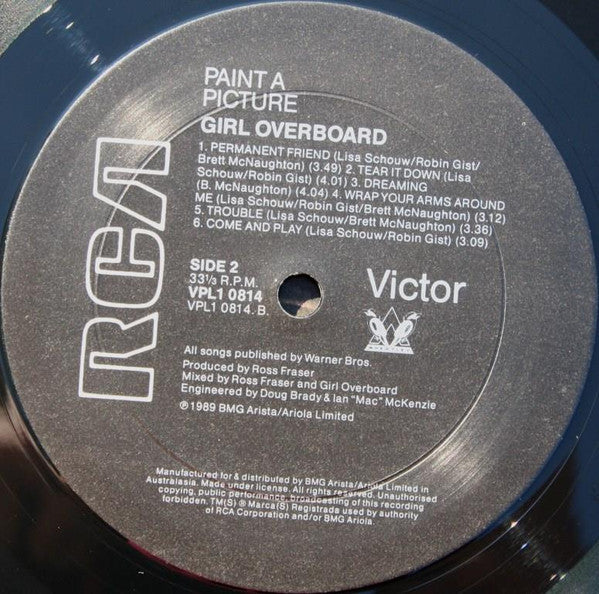 PAINT A
PICTURE
GIRL OVERBOARD
1. PERMANENT FRIEND (Lisa Schouw/Robin Gist/
Brett McNaughton) (3.49) 2. TEAR IT DOWN (Lisa
Schouw/Robin Gist) (4.01) 3. DREAMING
(B. McNaughton) (4.04) 4. WRAP YOUR ARMS AROUND
ME (Lisa Schouw/Robin Gist/Brett McNaughton) (3.12)
5. TROUBLE (Lisa Schouw/Robin Gist/Brett McNaughton) (3.36)
6. COME AND PLAY (Lisa Schouw/Robin Gist) (3.09)
RCA
SIDE 2
33⅓ R.P.M.
VPL1 0814
VPL1 0814. B.
Victor
All songs published by Warner Bros.
Produced by Ross Fraser
Mixed by Ross Fraser and Girl Overboard
Engineered by Doug Brady & Ian "Mac" McKenzie
℗ 1989 BMG Arista/Ariola Limited
Manufactured for & distributed by BMG Arista/Ariola Limited in
Australasia. Made under license. All rights reserved. Unauthorised
copying, public performance, broadcasting of this recording
forbidden. TM(S) ® Marca(S) Registrada used by authority
of RCA Corporation and/or BMG Ariola.